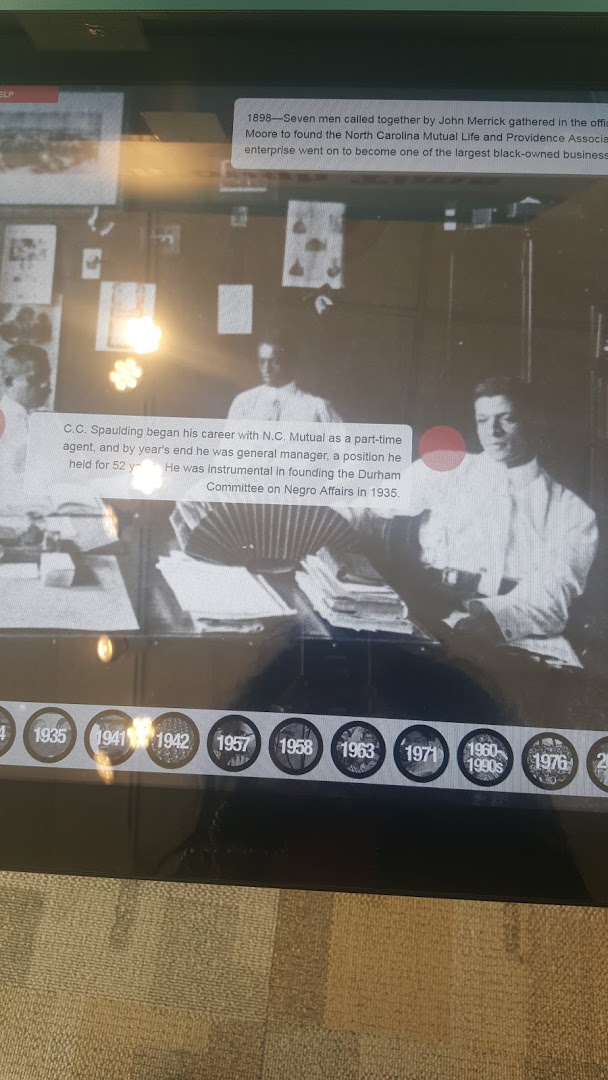 ELP
1898—Seven men called together by John Merrick gathered in the offic
Moore to found the North Carolina Mutual Life and Providence Associa
enterprise went on to become one of the largest black-owned business
C.C. Spaulding began his career with N.C. Mutual as a part-time
agent, and by year's end he was general manager, a position he
held for 52 He was instrumental in founding the Durham
Committee on Negro Affairs in 1935.
4 1935 1941 1942 1957 1958 1963 1971 1960- 1976 20
1990s